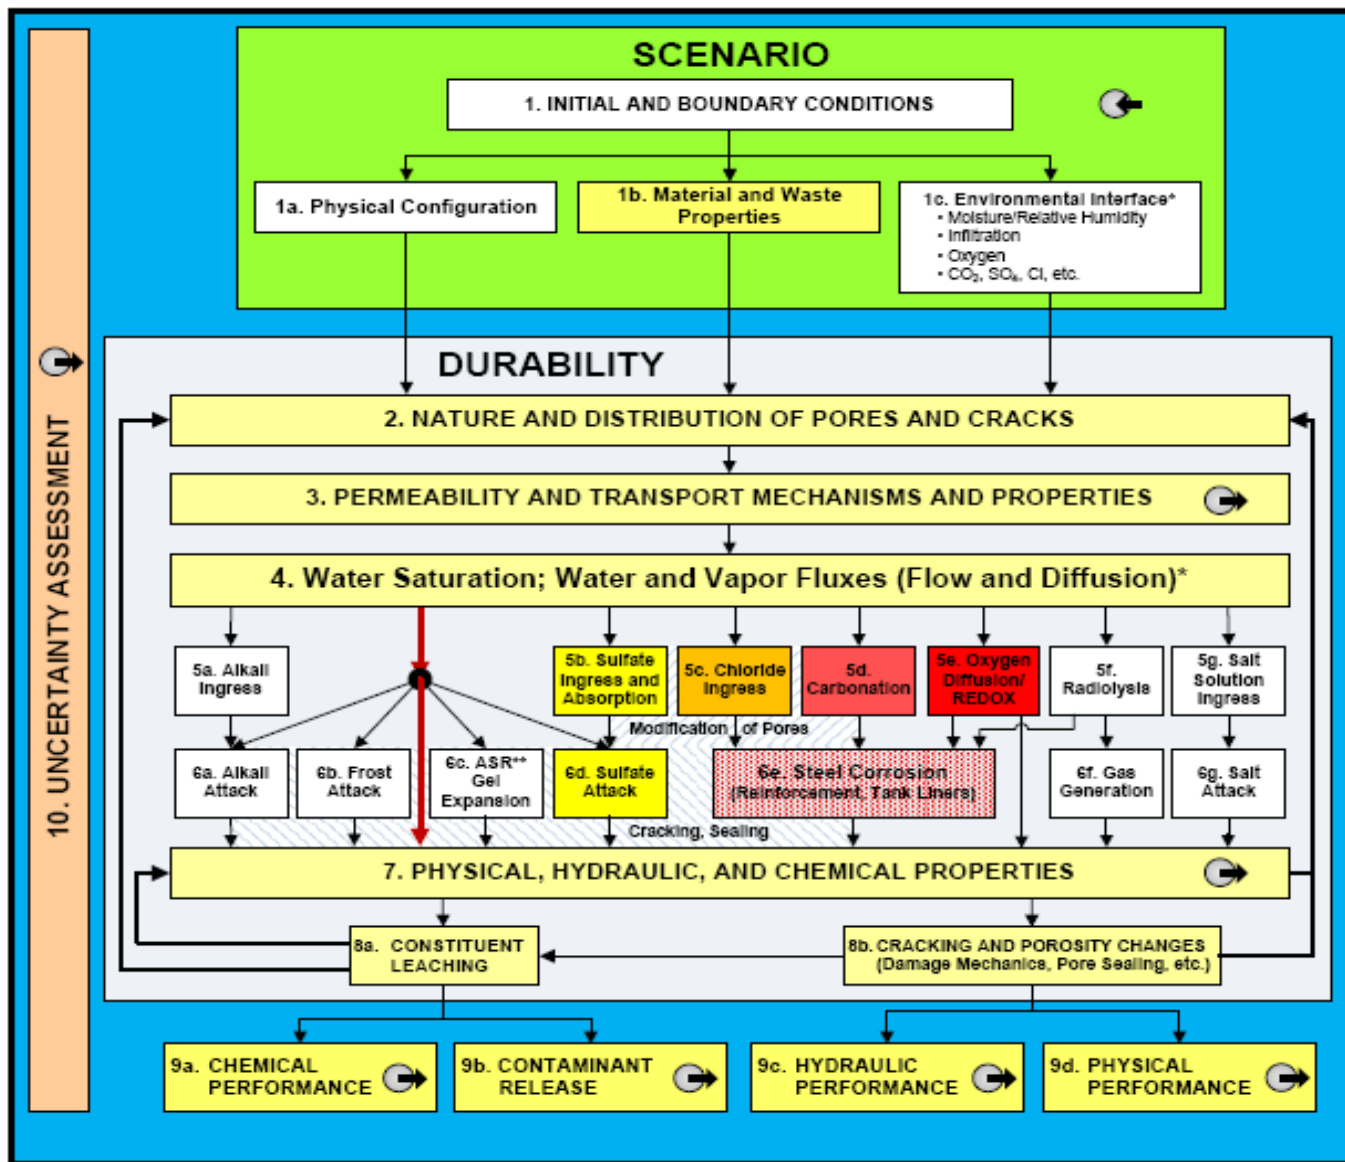 SCENARIO
1. INITIAL AND BOUNDARY CONDITIONS
1a. Physical Configuration
1b. Material and Waste
Properties
1c. Environmental Interface*
• Moisture/Relative Humidity
• Infiltration
• Oxygen
• CO₂, SO₄, Cl, etc.
10. UNCERTAINTY ASSESSMENT
DURABILITY
2. NATURE AND DISTRIBUTION OF PORES AND CRACKS
3. PERMEABILITY AND TRANSPORT MECHANISMS AND PROPERTIES
4. Water Saturation; Water and Vapor Fluxes (Flow and Diffusion)*
5a. Alkali
Ingress
5b. Sulfate
Ingress and
Absorption
5c. Chloride
Ingress
5d.
Carbonation
5e. Oxygen
Diffusion/
REDOX
5f.
Radiolysis
5g. Salt
Solution
Ingress
Modification of Pores
6a. Alkali
Attack
6b. Frost
Attack
6c. ASR**
Gel
Expansion
6d. Sulfate
Attack
6e. Steel Corrosion
(Reinforcement, Tank Liners)
6f. Gas
Generation
6g. Salt
Attack
Cracking, Sealing
7. PHYSICAL, HYDRAULIC, AND CHEMICAL PROPERTIES
8a. CONSTITUENT
LEACHING
8b. CRACKING AND POROSITY CHANGES
(Damage Mechanics, Pore Sealing, etc.)
9a. CHEMICAL
PERFORMANCE
9b. CONTAMINANT
RELEASE
9c. HYDRAULIC
PERFORMANCE
9d. PHYSICAL
PERFORMANCE